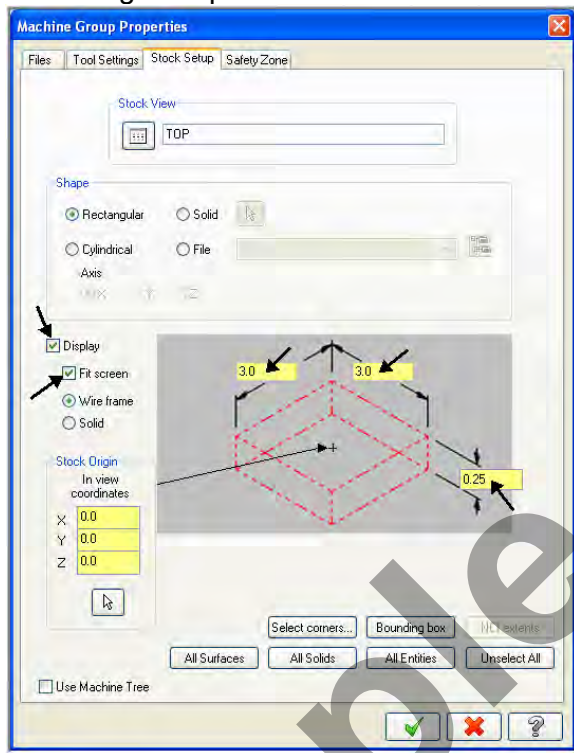 Machine Group Properties
Files Tool Settings Stock Setup Safety Zone
Stock View
TOP
Shape
Rectangular Solid
Cylindrical File
Axis
X Y Z
Display
Fit screen
Wire frame
Solid
3.0 3.0
0.25
Stock Origin
In view
coordinates
X 0.0
Y 0.0
Z 0.0
Select corners... Bounding box NCI extents
All Surfaces All Solids All Entities Unselect All
Use Machine Tree